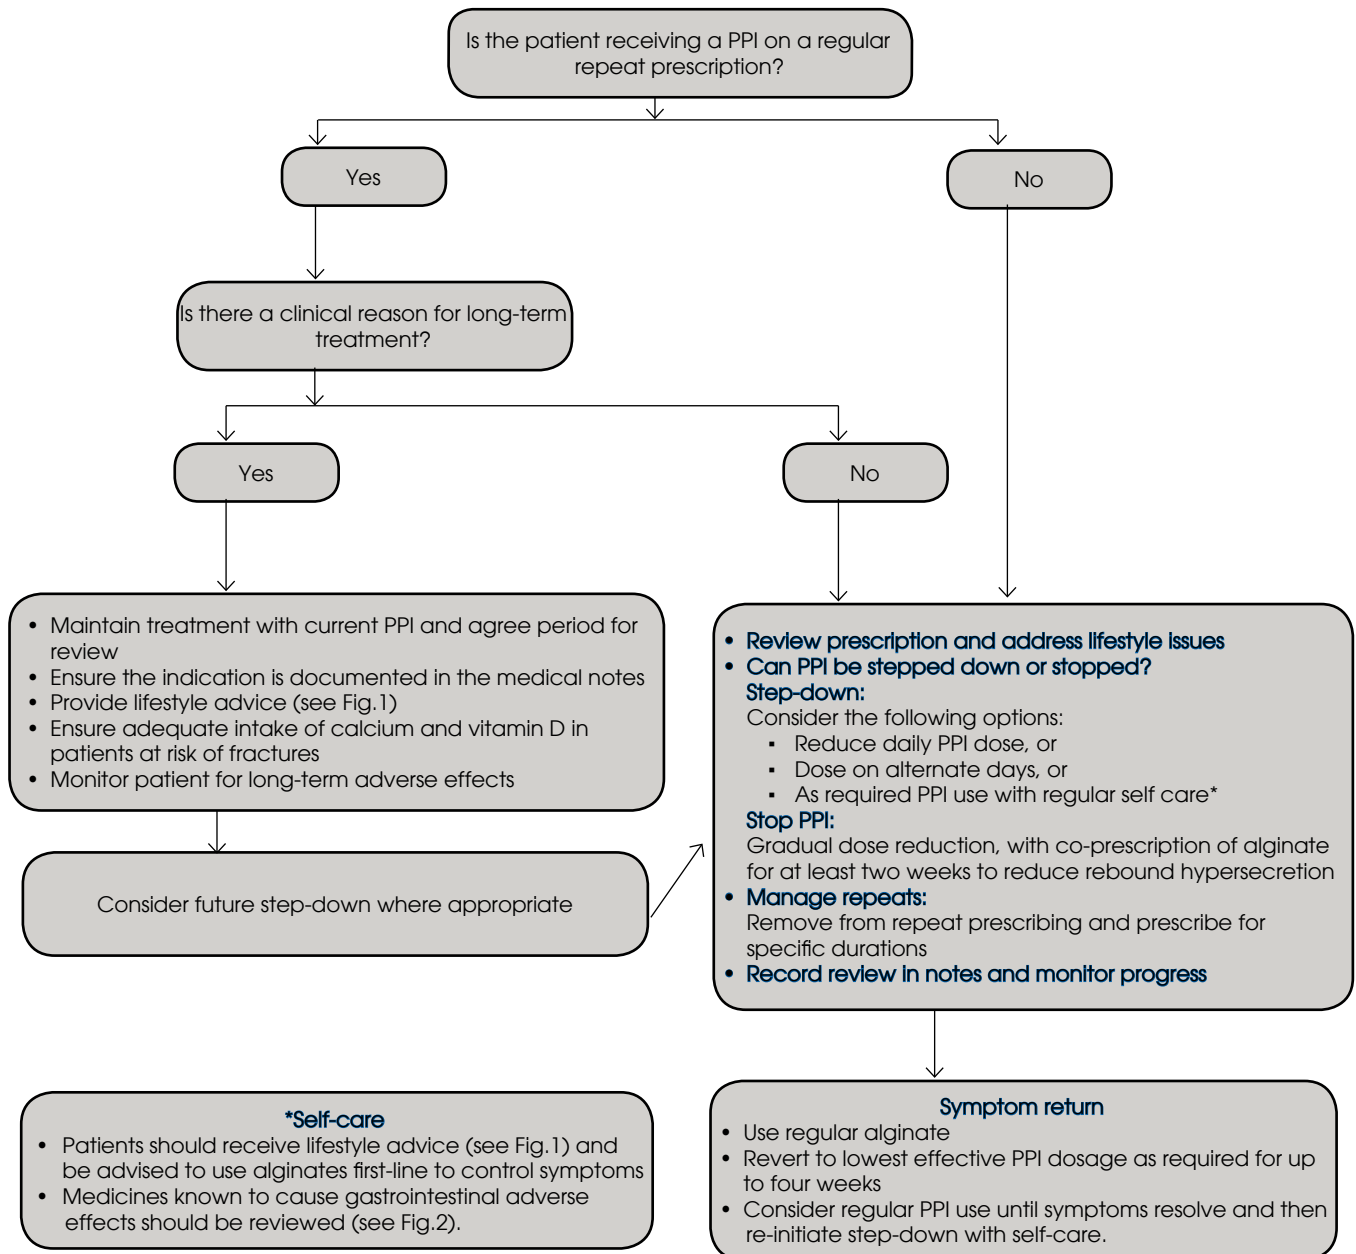 Is the patient receiving a PPI on a regular
repeat prescription?
Yes
No
Is there a clinical reason for long-term
treatment?
Yes
No
• Maintain treatment with current PPI and agree period for
review
• Ensure the indication is documented in the medical notes
• Provide lifestyle advice (see Fig.1)
• Ensure adequate intake of calcium and vitamin D in
patients at risk of fractures
• Monitor patient for long-term adverse effects
Consider future step-down where appropriate
• Review prescription and address lifestyle issues
• Can PPI be stepped down or stopped?
Step-down:
Consider the following options:
▪ Reduce daily PPI dose, or
▪ Dose on alternate days, or
▪ As required PPI use with regular self care*
Stop PPI:
Gradual dose reduction, with co-prescription of alginate
for at least two weeks to reduce rebound hypersecretion
• Manage repeats:
Remove from repeat prescribing and prescribe for
specific durations
• Record review in notes and monitor progress
*Self-care
• Patients should receive lifestyle advice (see Fig.1) and
be advised to use alginates first-line to control symptoms
• Medicines known to cause gastrointestinal adverse
effects should be reviewed (see Fig.2).
Symptom return
• Use regular alginate
• Revert to lowest effective PPI dosage as required for up
to four weeks
• Consider regular PPI use until symptoms resolve and then
re-initiate step-down with self-care.